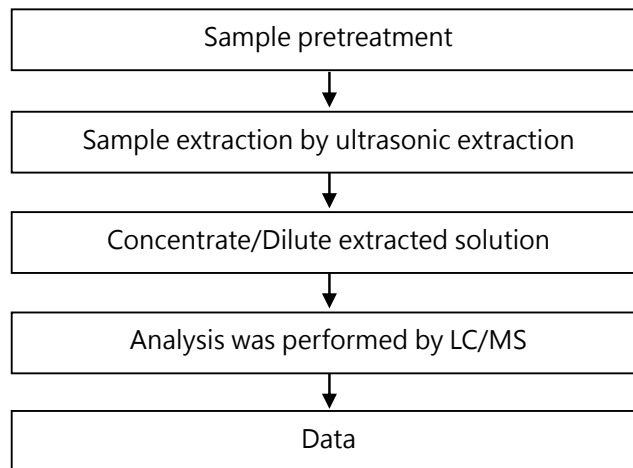 Sample pretreatment
Sample extraction by ultrasonic extraction
Concentrate/Dilute extracted solution
Analysis was performed by LC/MS
Data